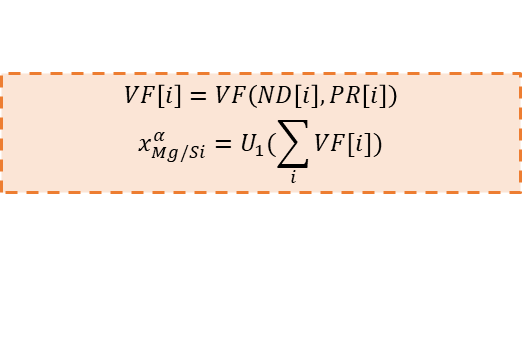 VF[i] = VF(ND[i], PR[i])
x^α_{Mg/Si} = U_1(∑_i VF[i])